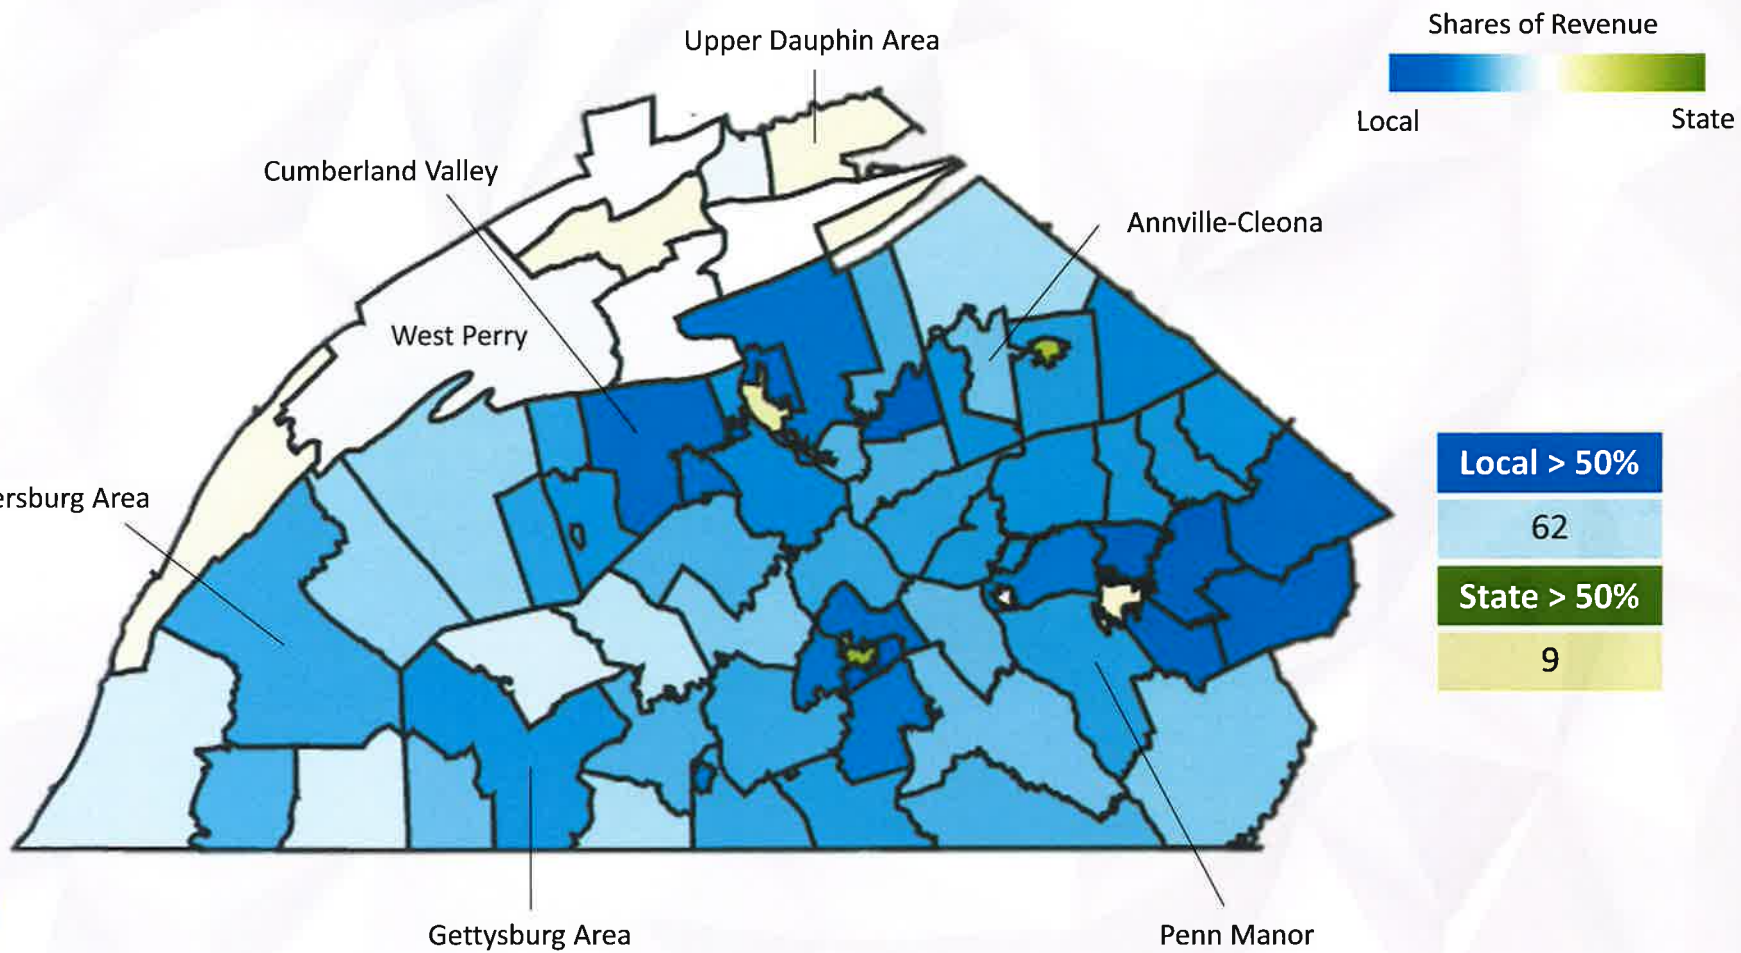 Shares of Revenue
Local
State
Upper Dauphin Area
Cumberland Valley
Annville-Cleona
West Perry
ersburg Area
Local > 50%
62
State > 50%
9
Gettysburg Area
Penn Manor